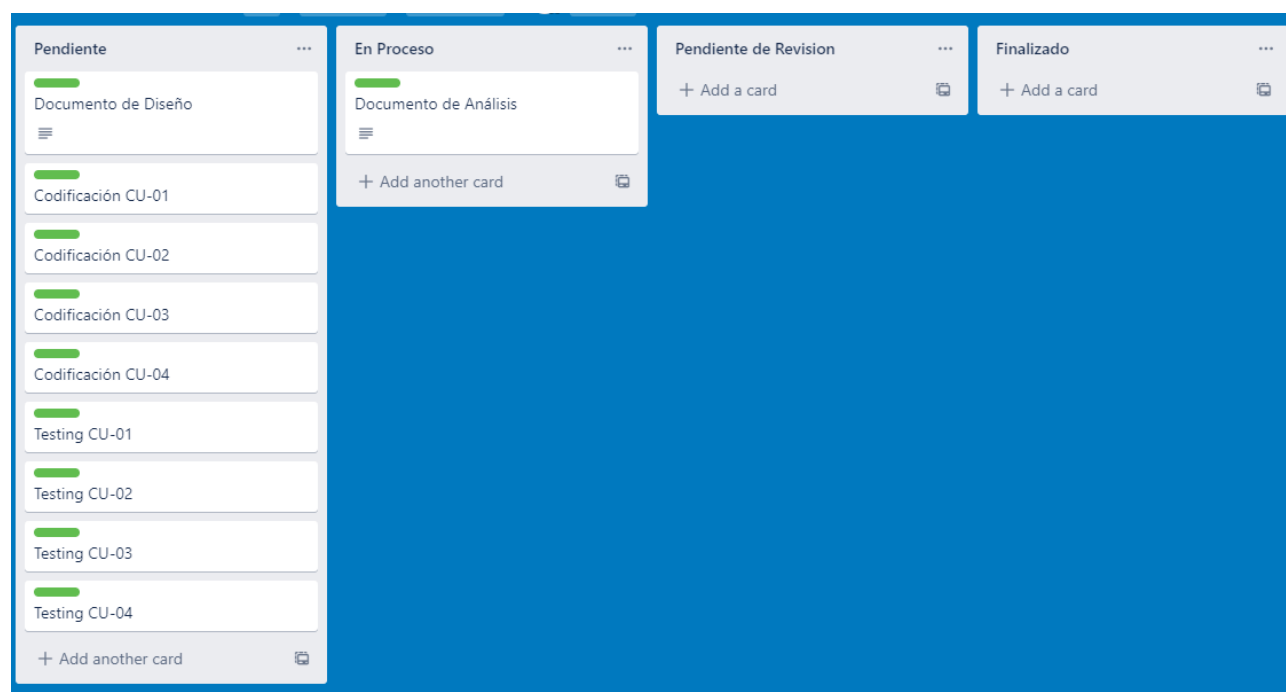 Pendiente
Documento de Diseño
Codificación CU-01
Codificación CU-02
Codificación CU-03
Codificación CU-04
Testing CU-01
Testing CU-02
Testing CU-03
Testing CU-04
+ Add another card
En Proceso
Documento de Análisis
+ Add another card
Pendiente de Revision
+ Add a card
Finalizado
+ Add a card